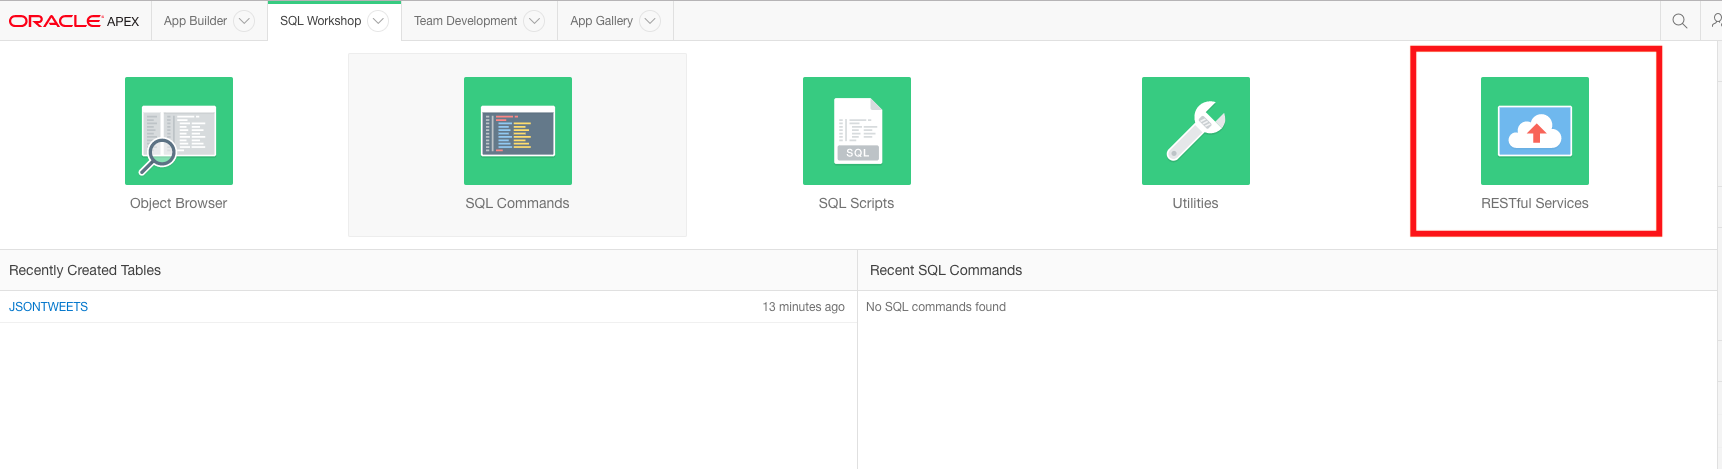 ORACLE APEX App Builder SQL Workshop Team Development App Gallery
SQL
Object Browser SQL Commands SQL Scripts Utilities RESTful Services
Recently Created Tables Recent SQL Commands
JSONTWEETS 13 minutes ago No SQL commands found